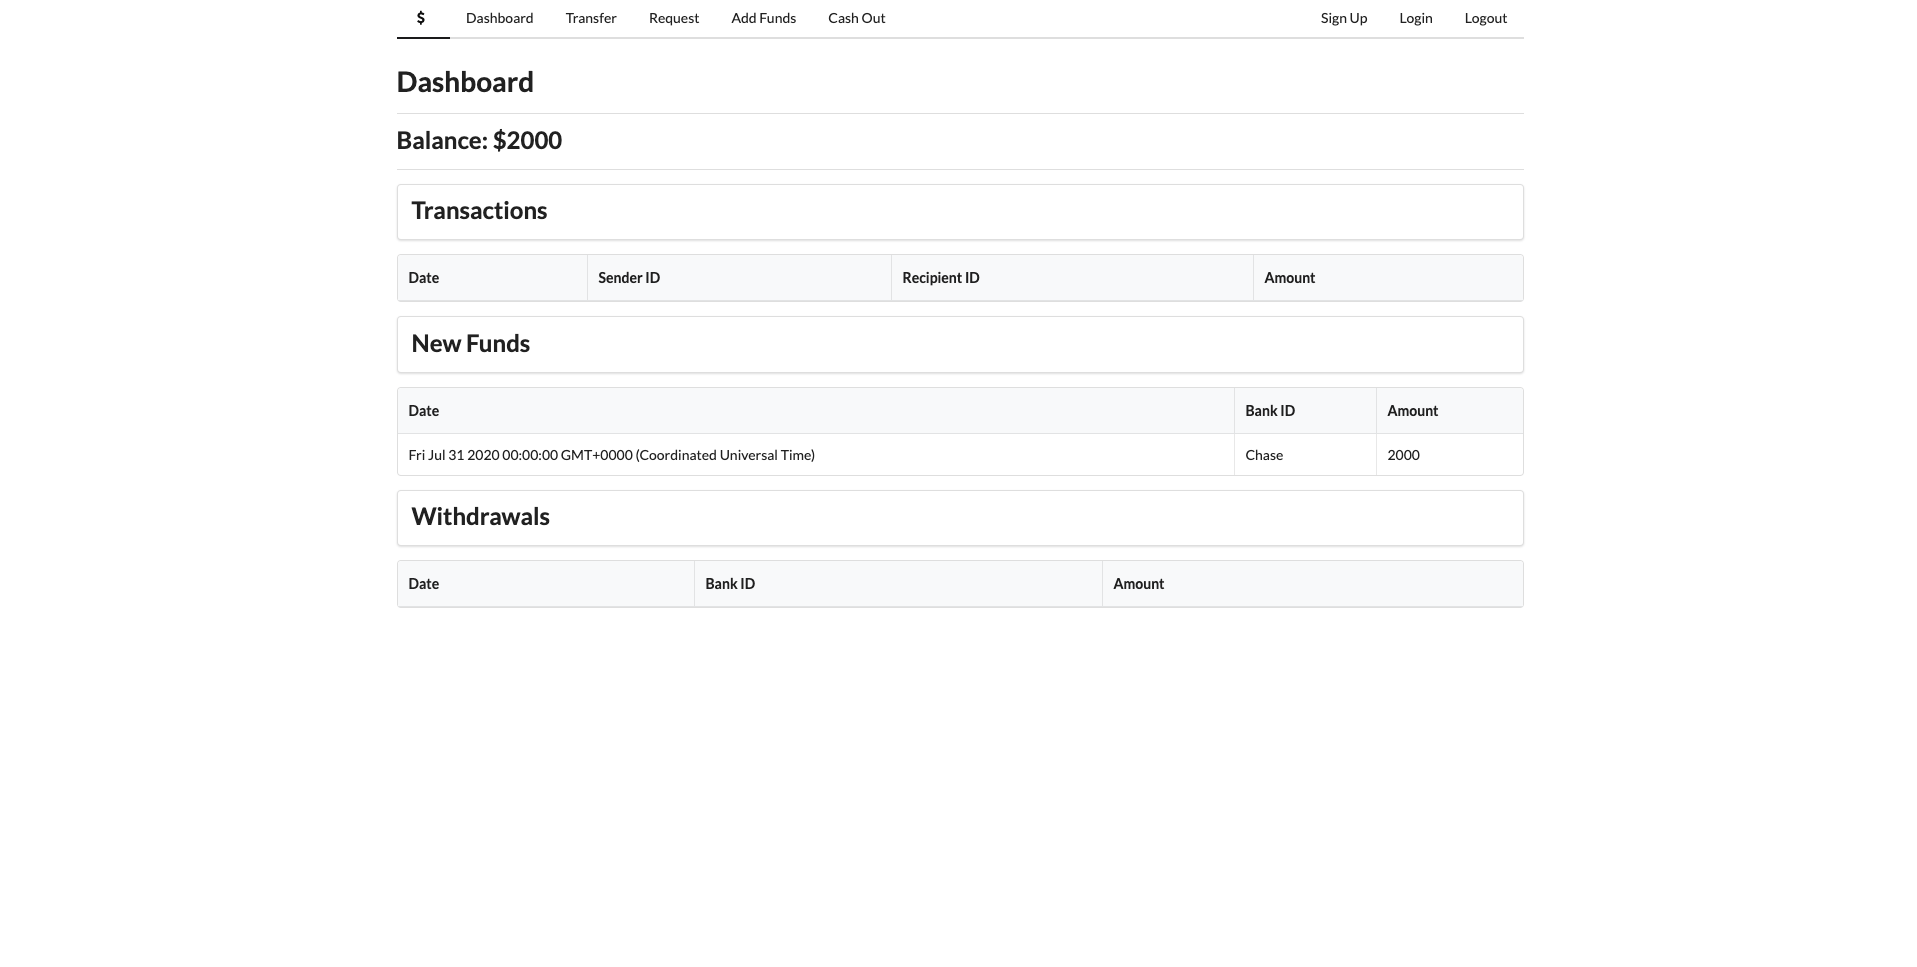 $ Dashboard Transfer Request Add Funds Cash Out Sign Up Login Logout
Dashboard
Balance: $2000
Transactions
Date Sender ID Recipient ID Amount
New Funds
Date Bank ID Amount
Fri Jul 31 2020 00:00:00 GMT+0000 (Coordinated Universal Time) Chase 2000
Withdrawals
Date Bank ID Amount